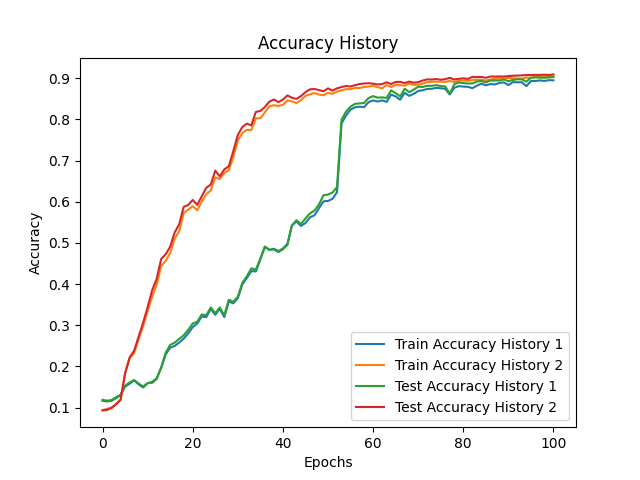 Accuracy History
0.9
0.8
0.7
0.6
0.5
0.4
0.3
0.2
0.1
Accuracy
0 20 40 60 80 100
Epochs
Train Accuracy History 1
Train Accuracy History 2
Test Accuracy History 1
Test Accuracy History 2